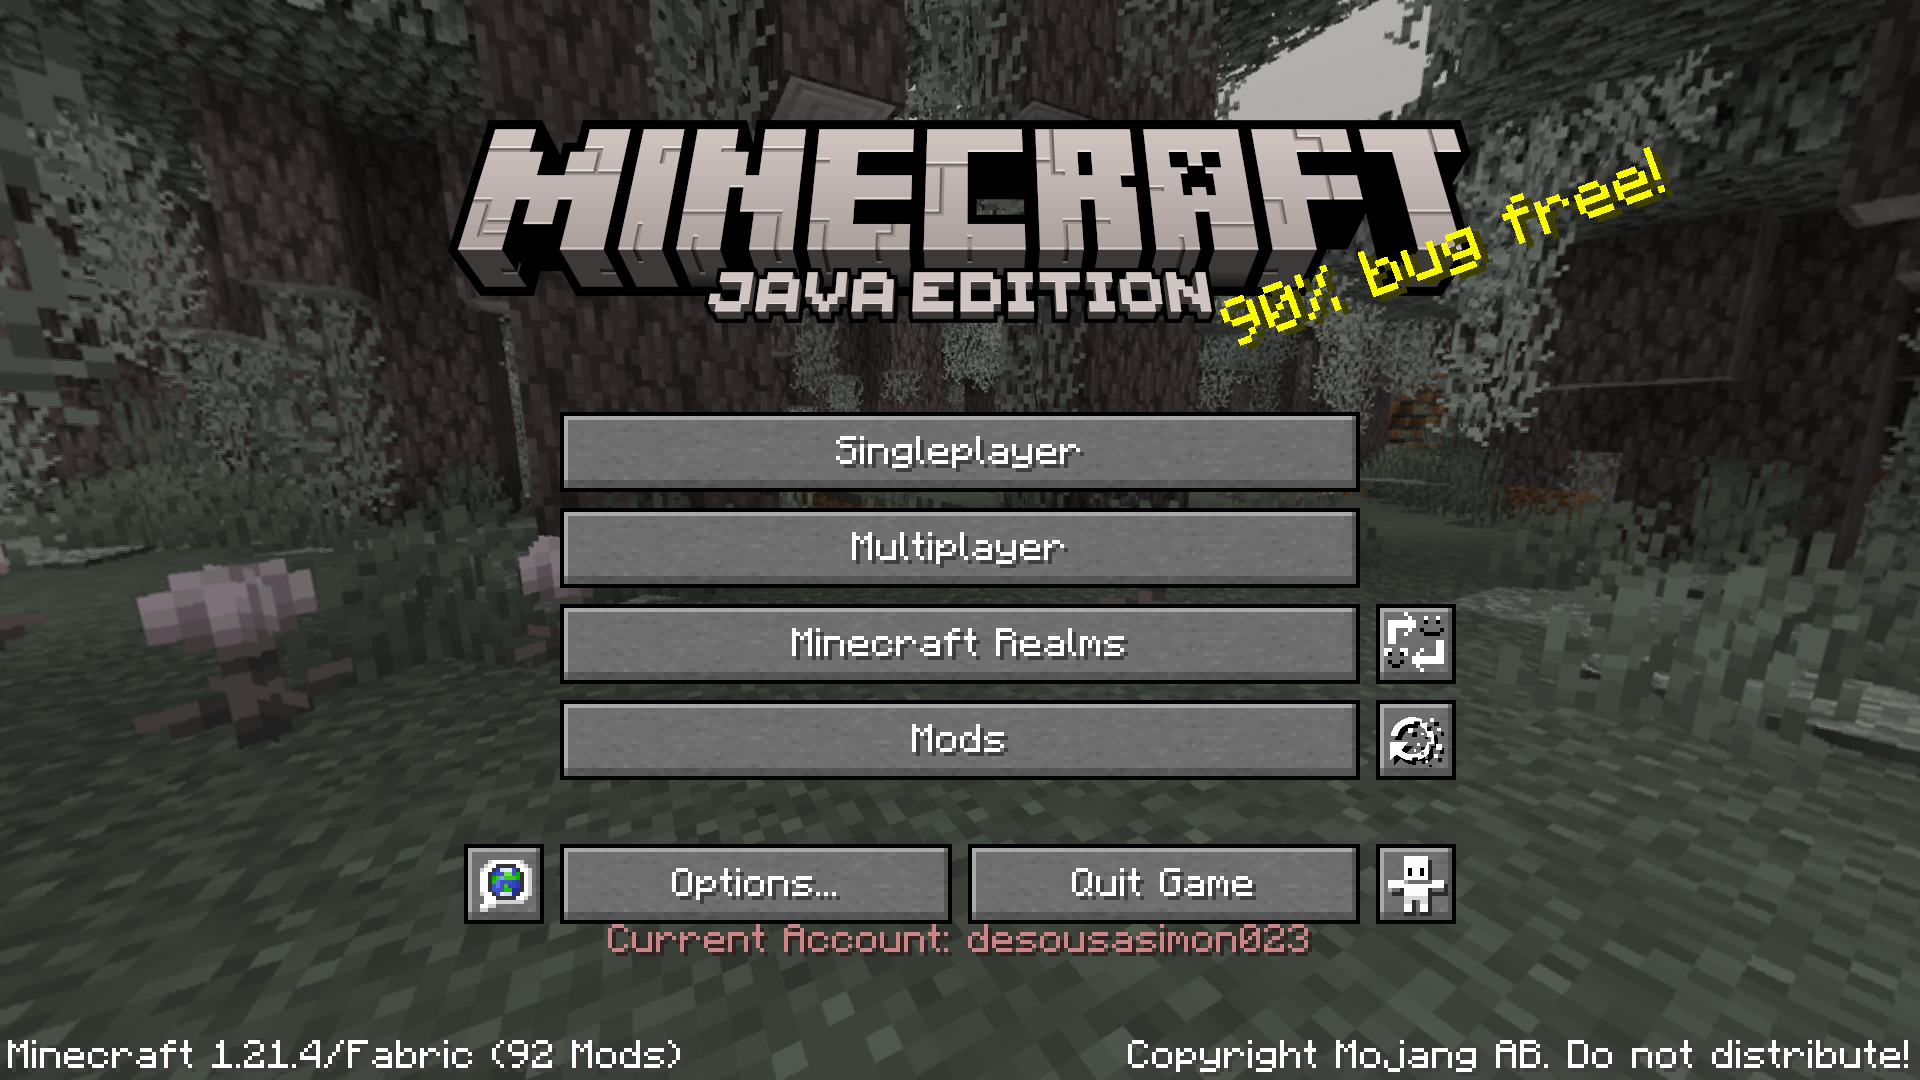 MINECRAFT
JAVA EDITION
90% bug free!
Singleplayer
Multiplayer
Minecraft Realms
Mods
Options...
Quit Game
Current Account: desousasimon023
Minecraft 1.21.4/Fabric (92 Mods)
Copyright Mojang AB. Do not distribute!